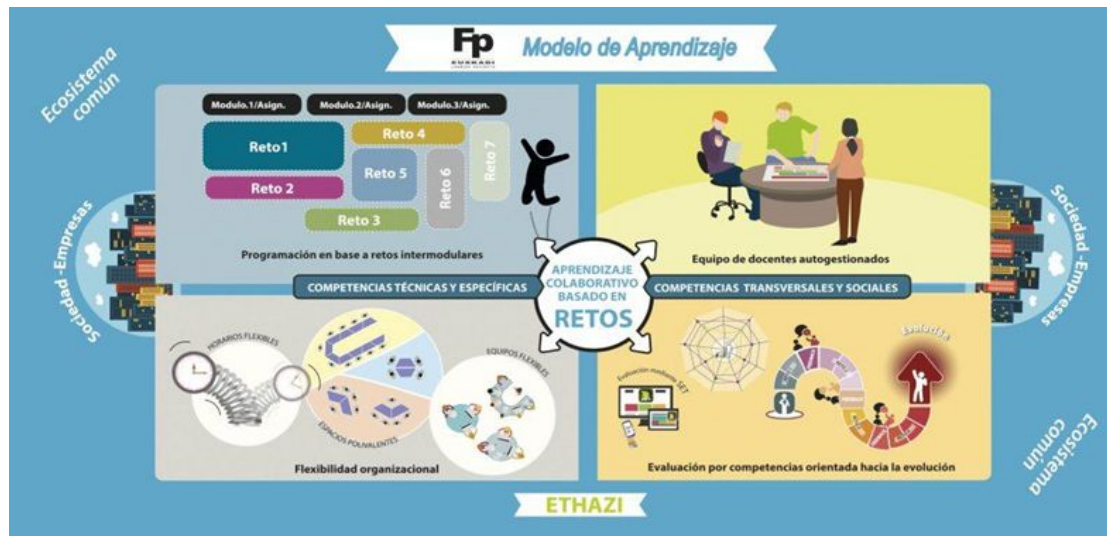 Fp
EUSKADI
Modelo de Aprendizaje
Ecosistema
común
Sociedad-Empresas
Modulo.1/Asign.
Modulo.2/Asign.
Modulo.3/Asign.
Reto1
Reto 4
Reto 7
Reto 5
Reto 6
Reto 2
Reto 3
Programación en base a retos intermodulares
Equipo de docentes autogestionados
COMPETENCIAS TÉCNICAS Y ESPECÍFICAS
APRENDIZAJE
COLABORATIVO
BASADO EN
RETOS
COMPETENCIAS TRANSVERSALES Y SOCIALES
Sociedad-Empresas
HORARIOS FLEXIBLES
ESPACIOS POLIVALENTES
EQUIPOS FLEXIBLES
Flexibilidad organizacional
Evaluación mediante SET
Evolución
Evaluación por competencias orientada hacia la evolución
Ecosistema
común
ETHAZI